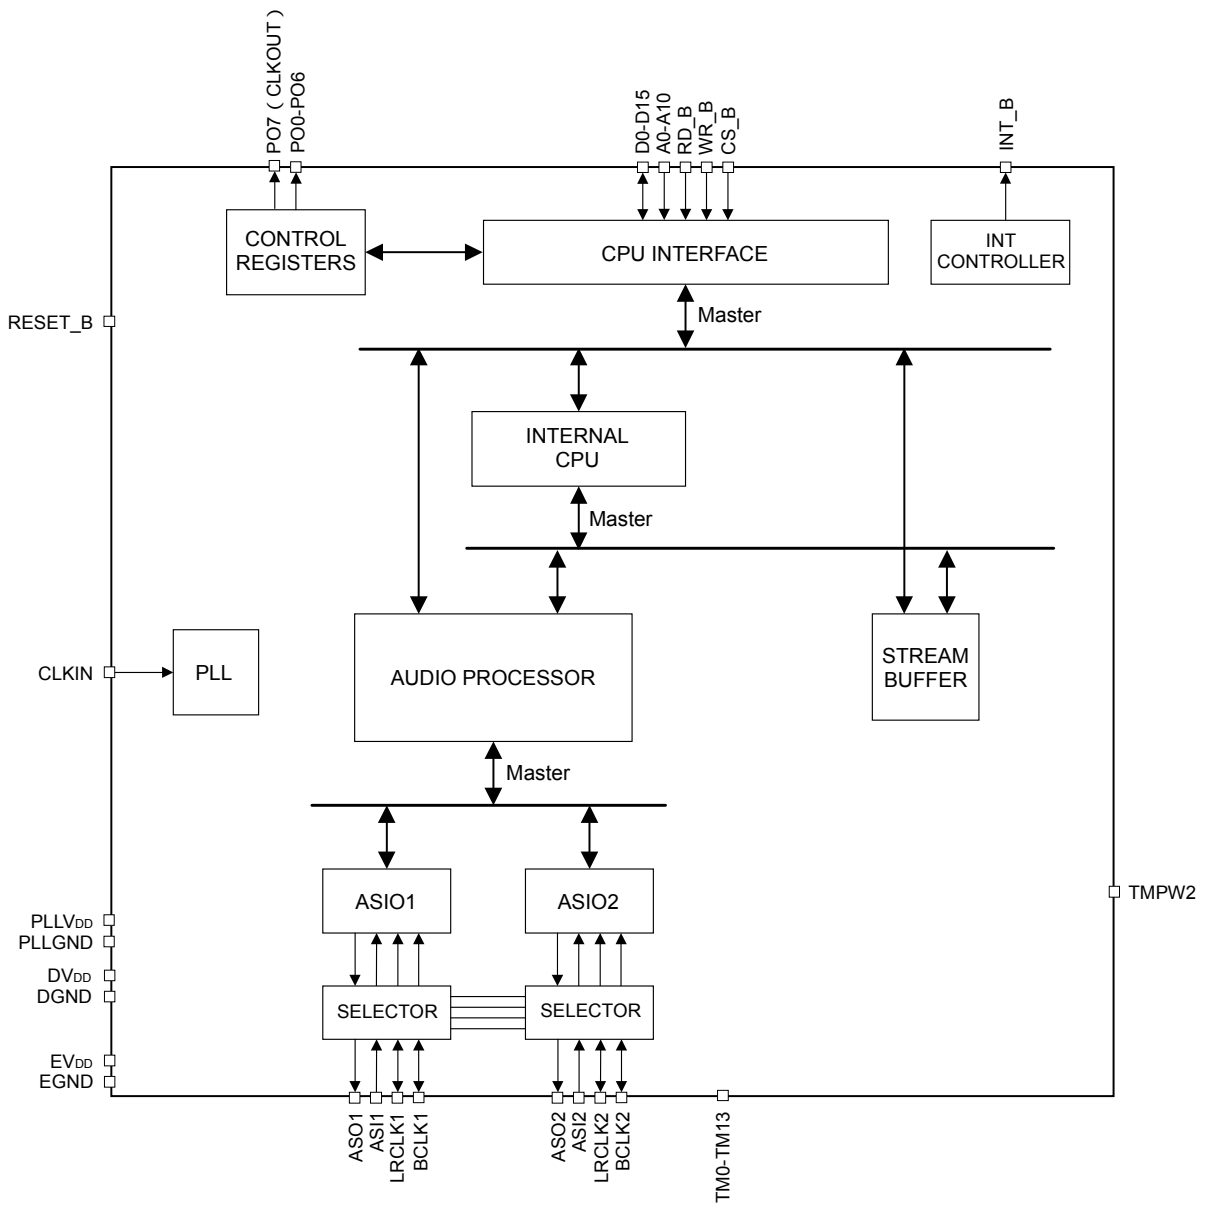 PO7 ( CLKOUT )
PO0-PO6
D0-D15
A0-A10
RD_B
WR_B
CS_B
INT_B
CONTROL
REGISTERS
CPU INTERFACE
INT
CONTROLLER
Master
RESET_B
INTERNAL
CPU
Master
CLKIN
PLL
AUDIO PROCESSOR
STREAM
BUFFER
Master
ASIO1
ASIO2
TMPW2
PLLVDD
PLLGND
DVDD
DGND
SELECTOR
SELECTOR
EVDD
EGND
ASO1
ASI1
LRCLK1
BCLK1
ASO2
ASI2
LRCLK2
BCLK2
TM0-TM13